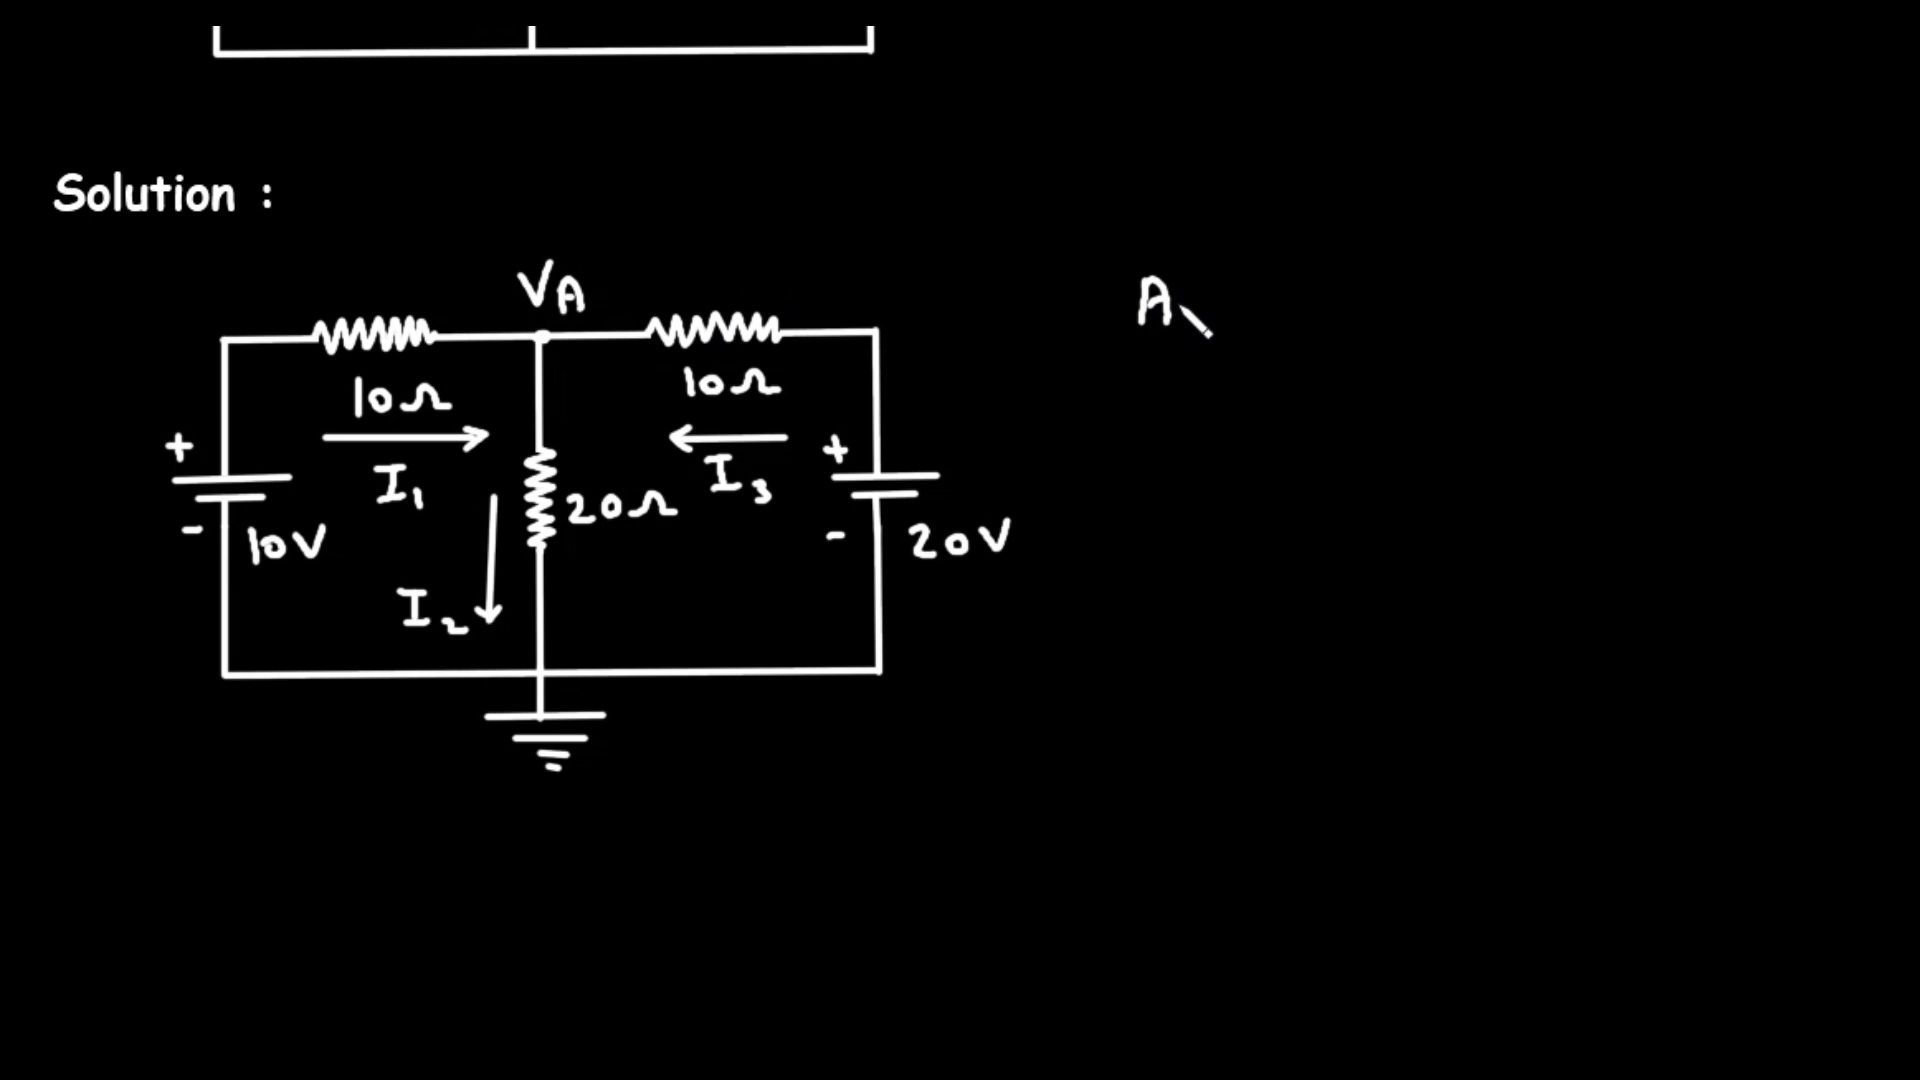 Solution :
VA
A
10Ω
10Ω
+
I1
I3
+
20Ω
-
10V
-
20V
I2